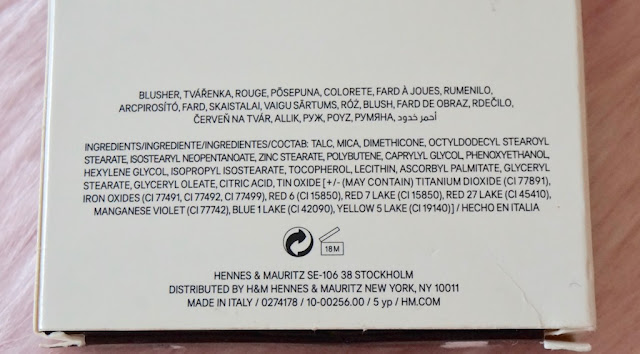 BLUSHER, TVÁŘENKA, ROUGE, PÕSEPUNA, COLORETE, FARD À JOUES, RUMENILO,
ARCPIROSÍTÓ, FARD, SKAISTALAI, VAIGU SĀRTUMS, RÓŻ, BLUSH, FARD DE OBRAZ, RDEČILO,
ČERVEŇ NA TVÁR, ALLIK, РУЖ, ΡΟΥΖ, РУМЯНА, أحمر خدود,
INGREDIENTS/INGREDIENTE/INGREDIENTES/СОСТАВ: TALC, MICA, DIMETHICONE, OCTYLDODECYL STEAROYL
STEARATE, ISOSTEARYL NEOPENTANOATE, ZINC STEARATE, POLYBUTENE, CAPRYLYL GLYCOL, PHENOXYETHANOL,
HEXYLENE GLYCOL, ISOPROPYL ISOSTEARATE, TOCOPHEROL, LECITHIN, ASCORBYL PALMITATE, GLYCERYL
STEARATE, GLYCERYL OLEATE, CITRIC ACID, TIN OXIDE [+/- (MAY CONTAIN) TITANIUM DIOXIDE (CI 77891),
IRON OXIDES (CI 77491, CI 77492, CI 77499), RED 6 (CI 15850), RED 7 LAKE (CI 15850), RED 27 LAKE (CI 45410),
MANGANESE VIOLET (CI 77742), BLUE 1 LAKE (CI 42090), YELLOW 5 LAKE (CI 19140)] / HECHO EN ITALIA
18M
HENNES & MAURITZ SE-106 38 STOCKHOLM
DISTRIBUTED BY H&M HENNES & MAURITZ NEW YORK, NY 10011
MADE IN ITALY / 0274178 / 10-00256.00 / 5 yp / HM.COM